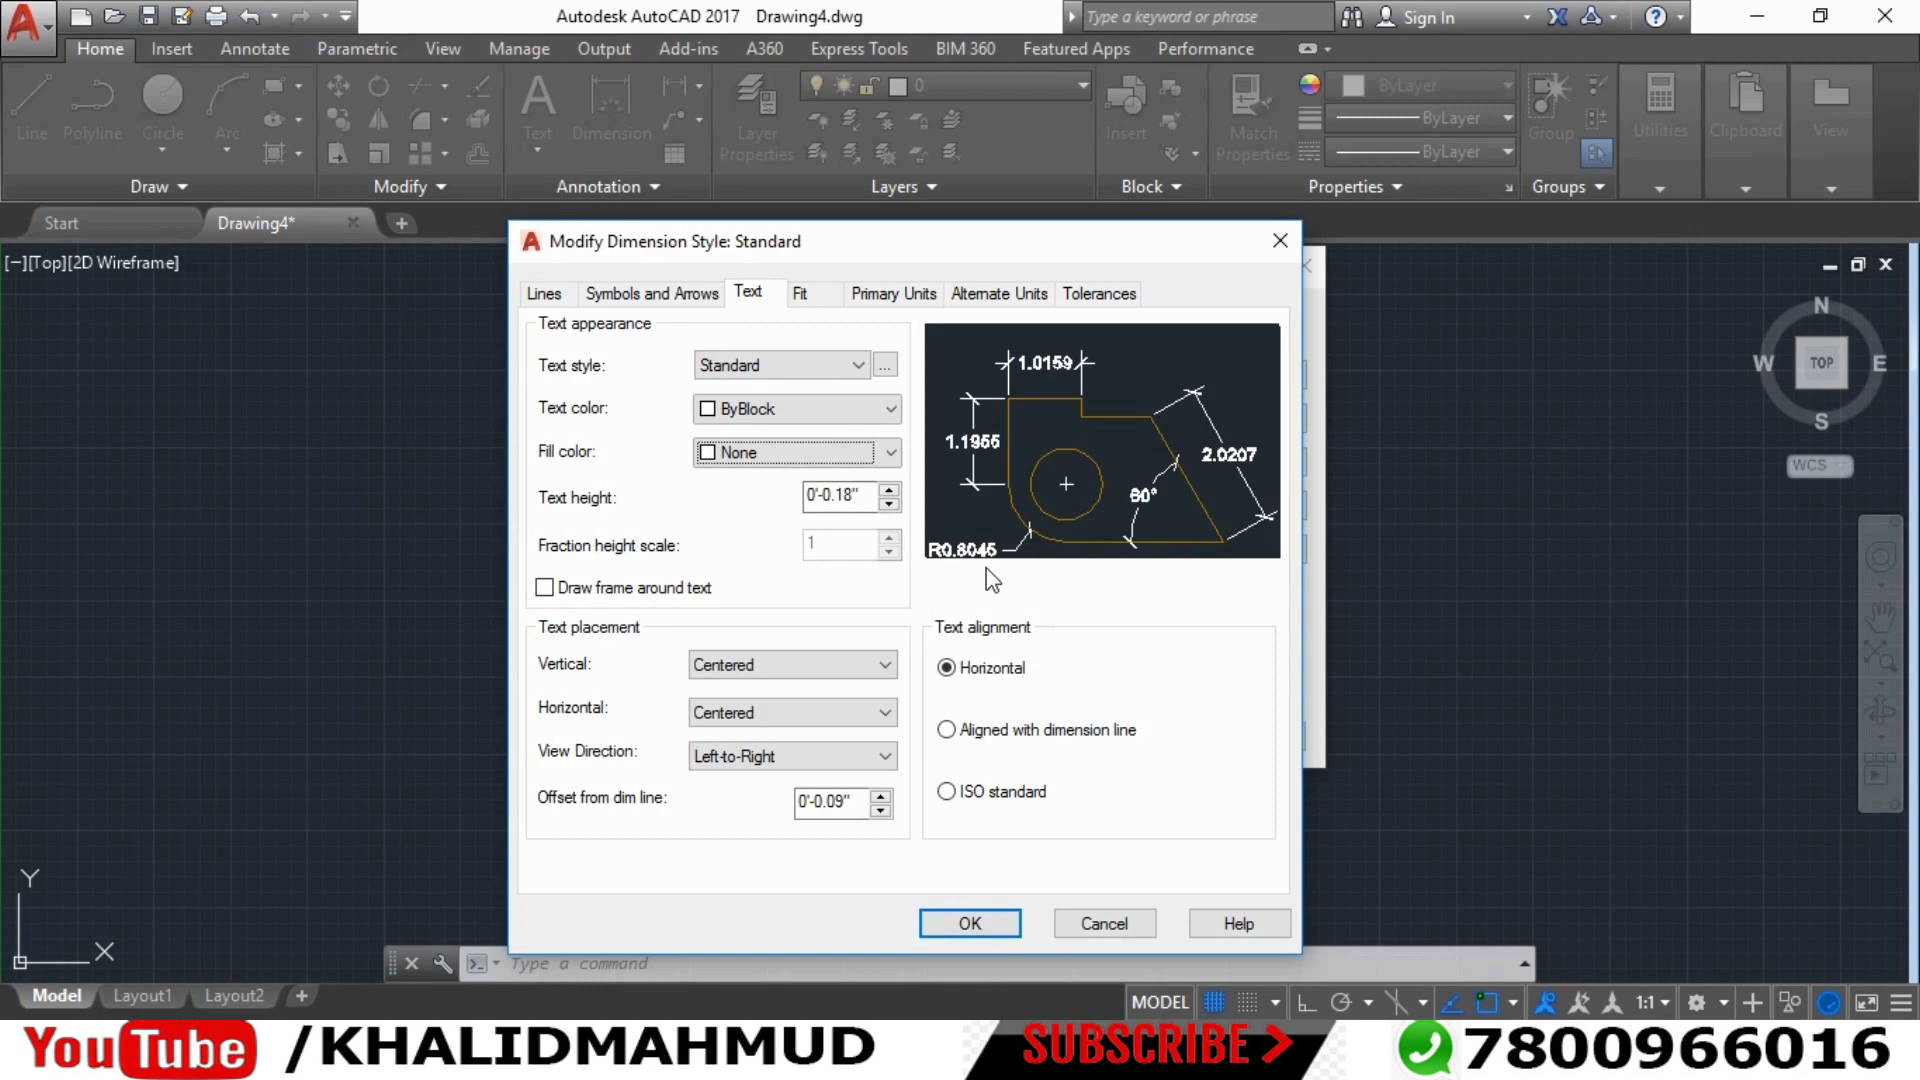 Autodesk AutoCAD 2017 Drawing4.dwg
Type a keyword or phrase
Sign In
Home Insert Annotate Parametric View Manage Output Add-ins A360 Express Tools BIM 360 Featured Apps Performance
0
ByLayer
ByLayer
ByLayer
Line Polyline Circle Arc Text Dimension Layer Properties Insert Match Properties Group Utilities Clipboard View
Draw Modify Annotation Layers Block Properties Groups
Start Drawing4*
[−][Top][2D Wireframe]
Modify Dimension Style: Standard
Lines Symbols and Arrows Text Fit Primary Units Alternate Units Tolerances
Text appearance
Text style: Standard ...
Text color: ByBlock
Fill color: None
Text height: 0'-0.18"
Fraction height scale: 1
Draw frame around text
1.0159
1.1955
2.0207
60°
R0.8045
Text placement
Vertical: Centered
Horizontal: Centered
View Direction: Left-to-Right
Offset from dim line: 0'-0.09"
Text alignment
Horizontal
Aligned with dimension line
ISO standard
OK Cancel Help
N
W TOP E
S
WCS
Y
X
Type a command
Model Layout1 Layout2
MODEL 1:1
YouTube /KHALIDMAHMUD SUBSCRIBE 7800966016